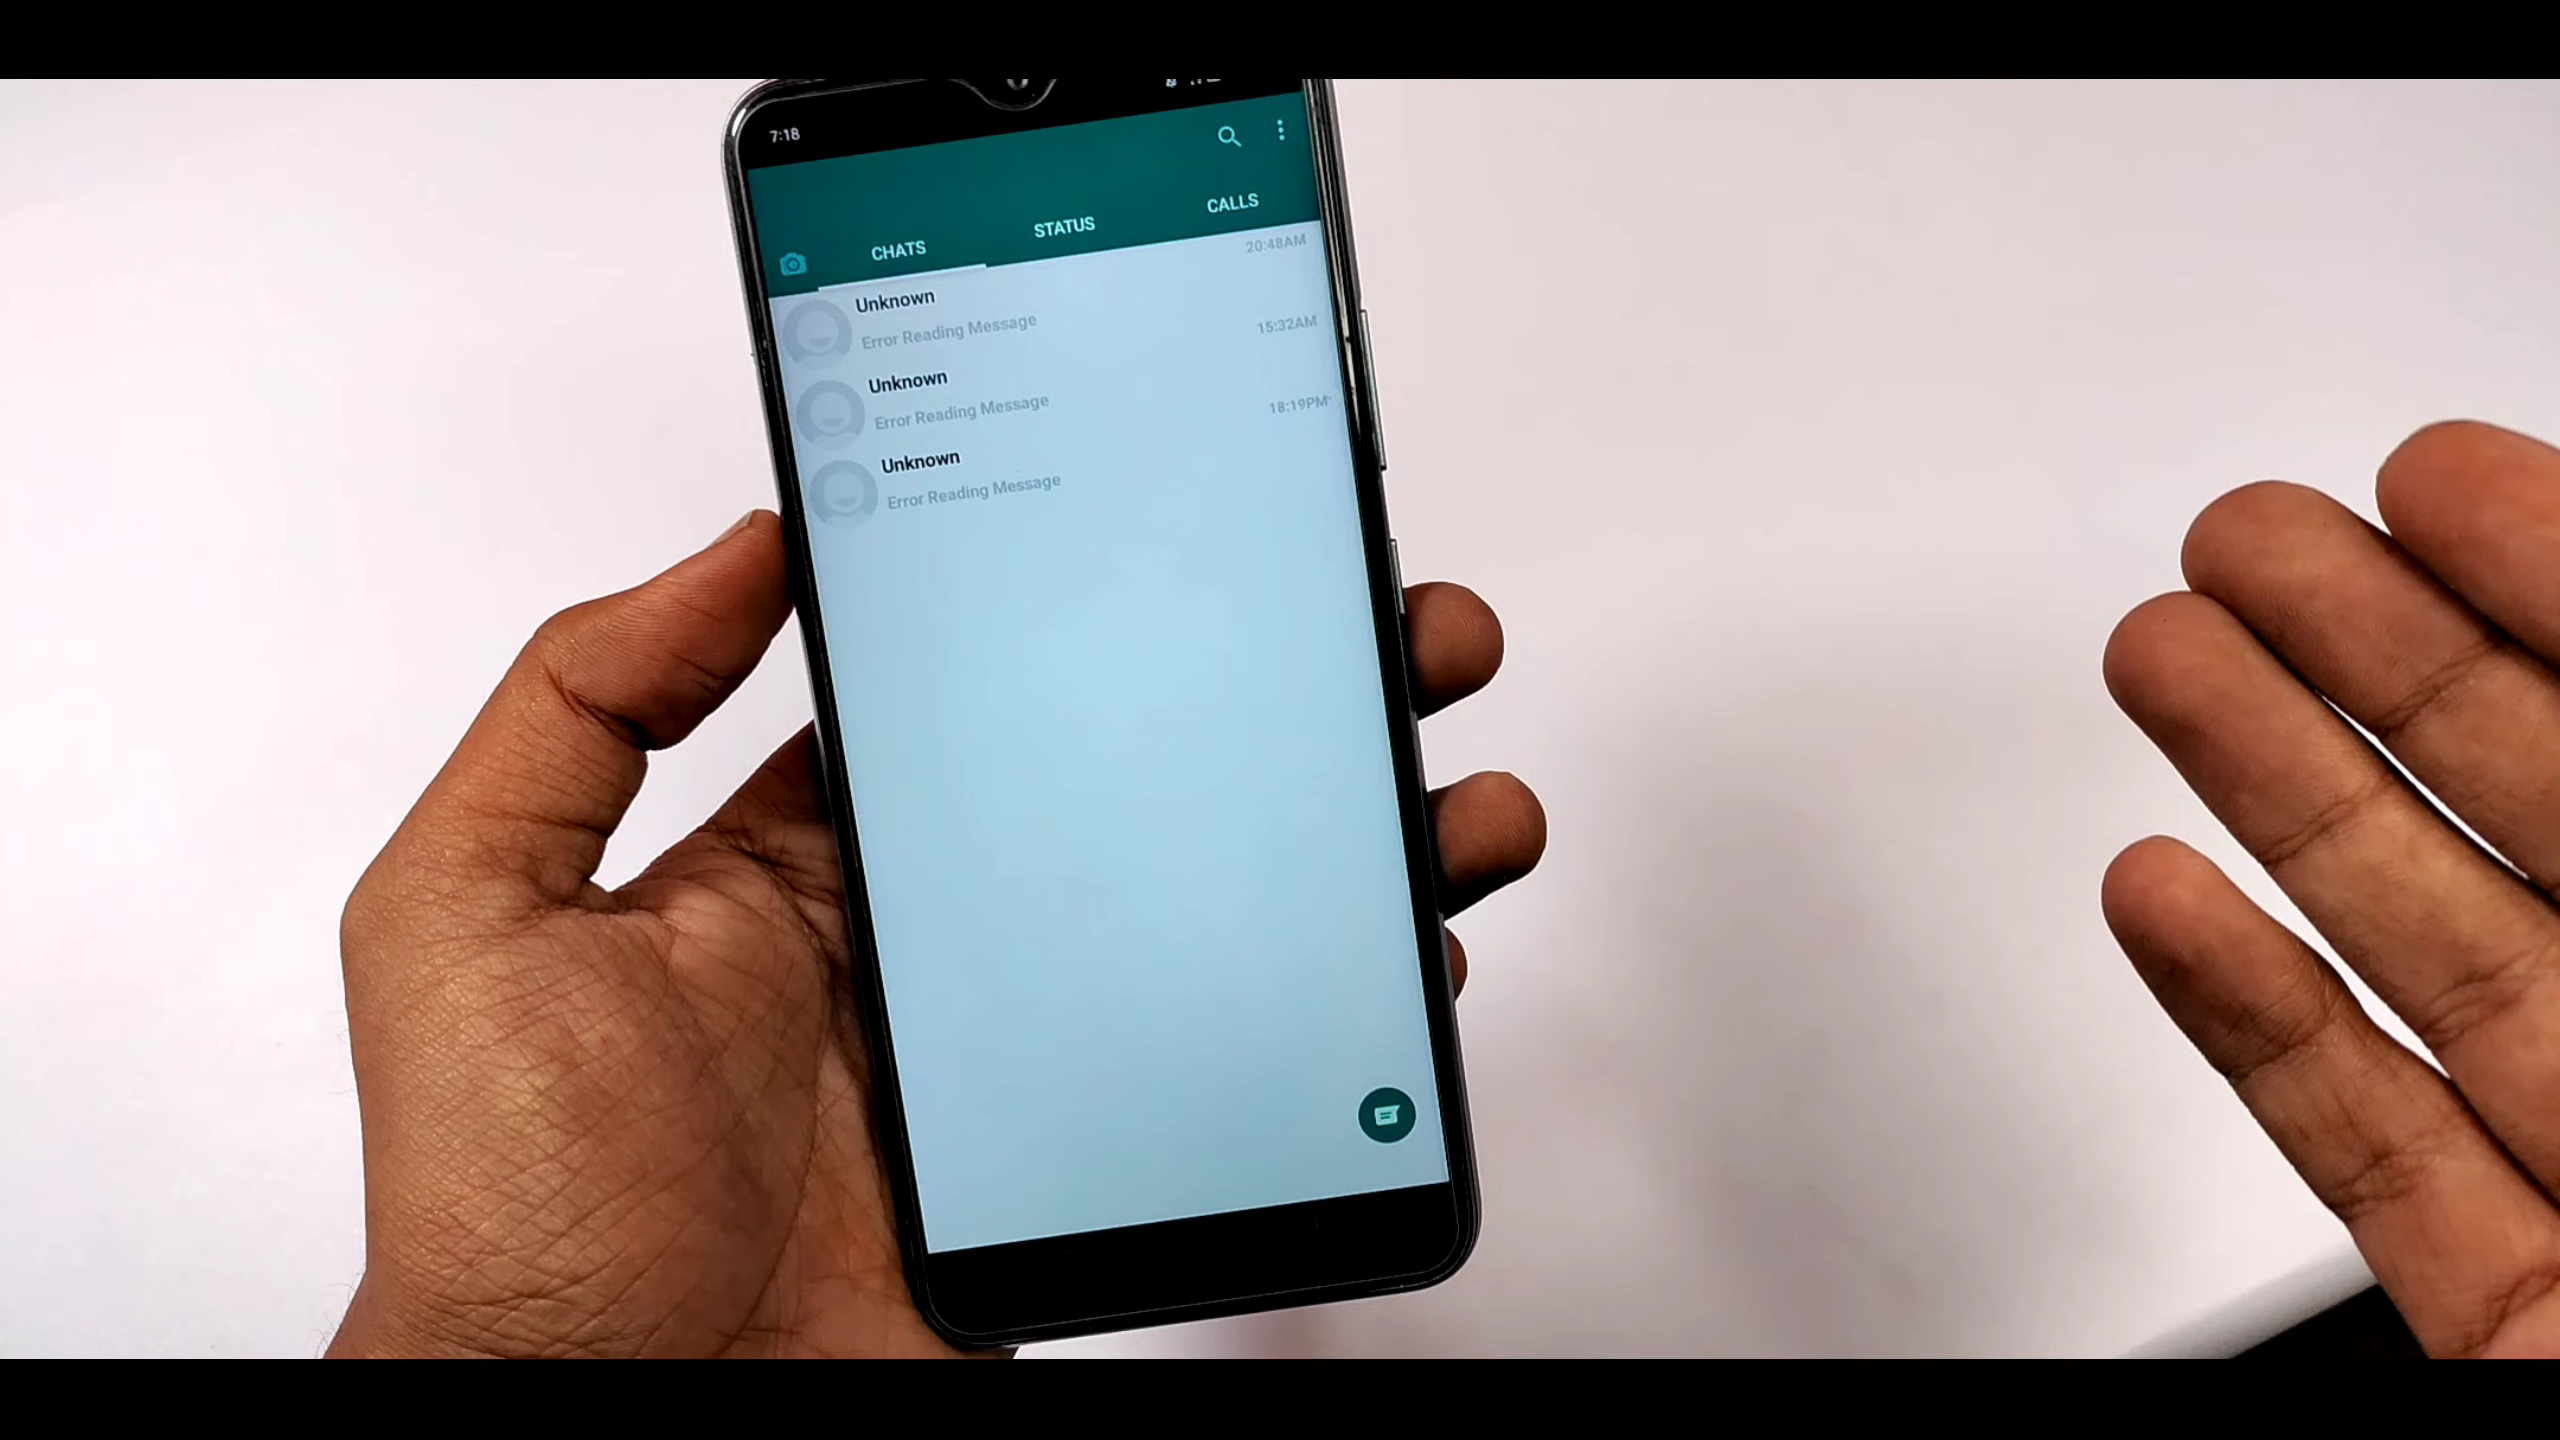 7:18
CHATS
STATUS
CALLS
Unknown
20:48AM
Error Reading Message
Unknown
15:32AM
Error Reading Message
Unknown
18:19PM
Error Reading Message